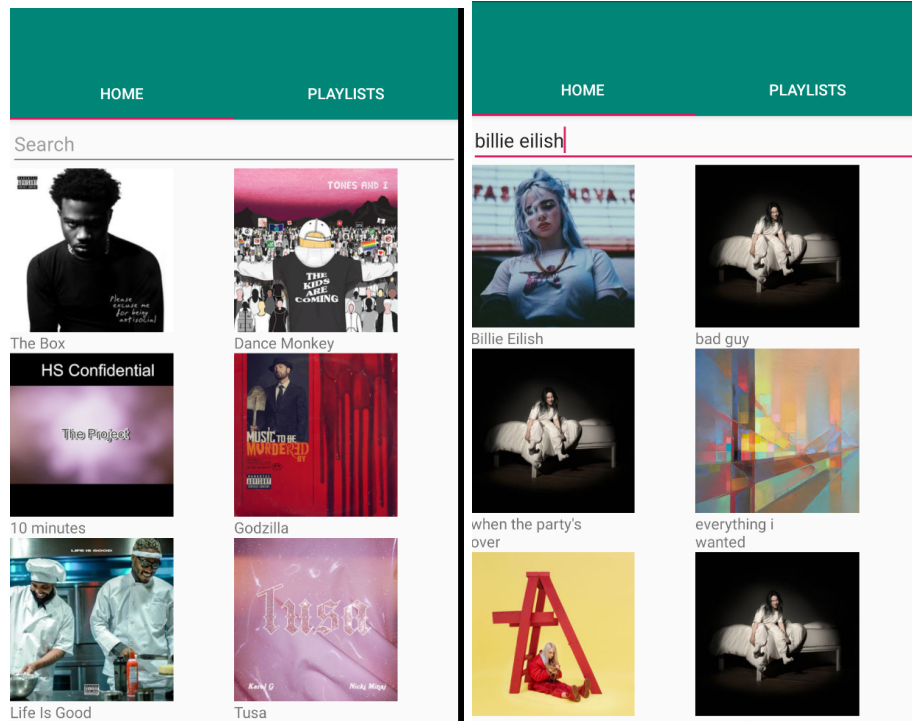 HOME
PLAYLISTS
Search
Please
excuse me
for being
antisocial
The Box
TONES AND I
THE
KIDS
ARE
COMING
Dance Monkey
HS Confidential
The Project
10 minutes
MUSIC TO BE
MURDERED
BY
Godzilla
LIFE IS GOOD
Life Is Good
Tusa
Karol G
Nicki Minaj
Tusa
HOME
PLAYLISTS
billie eilish
FASHION NOVA.C
Billie Eilish
bad guy
when the party's
over
everything i
wanted